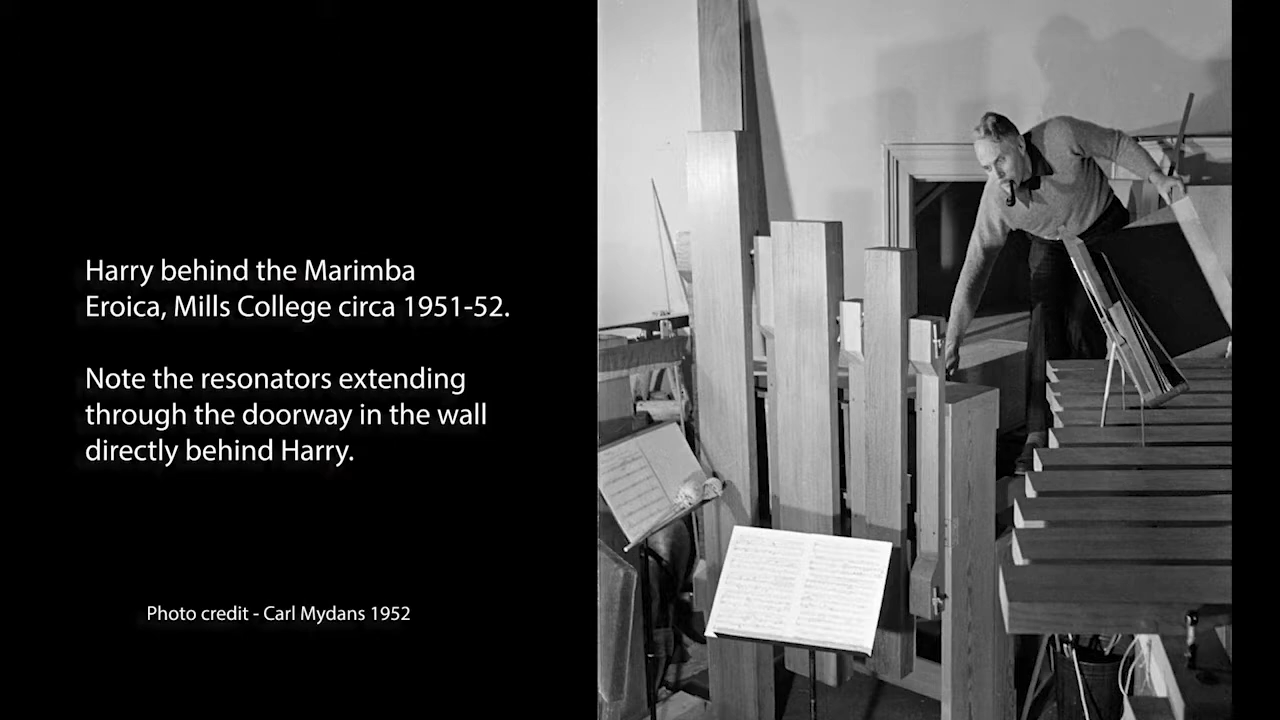 Harry behind the Marimba
Eroica, Mills College circa 1951-52.
Note the resonators extending
through the doorway in the wall
directly behind Harry.
Photo credit - Carl Mydans 1952